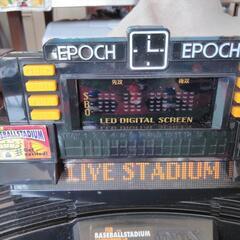 EPOCH
EPOCH
先攻 後攻
S
B
O
LED DIGITAL SCREEN
BASEBALLSTADIUM
LIVE STADIUM
BASEBALLSTADIUM